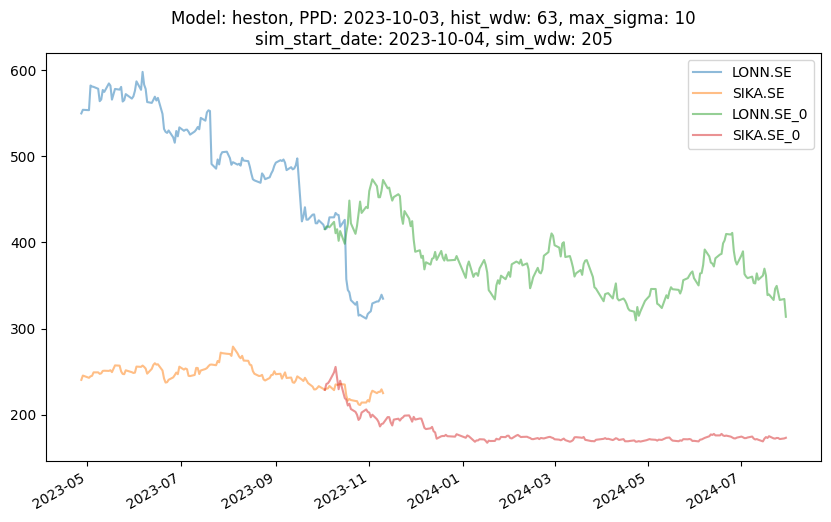 Model: heston, PPD: 2023-10-03, hist_wdw: 63, max_sigma: 10
sim_start_date: 2023-10-04, sim_wdw: 205
LONN.SE
SIKA.SE
LONN.SE_0
SIKA.SE_0
600
500
400
300
200
2023-05
2023-07
2023-09
2023-11
2024-01
2024-03
2024-05
2024-07